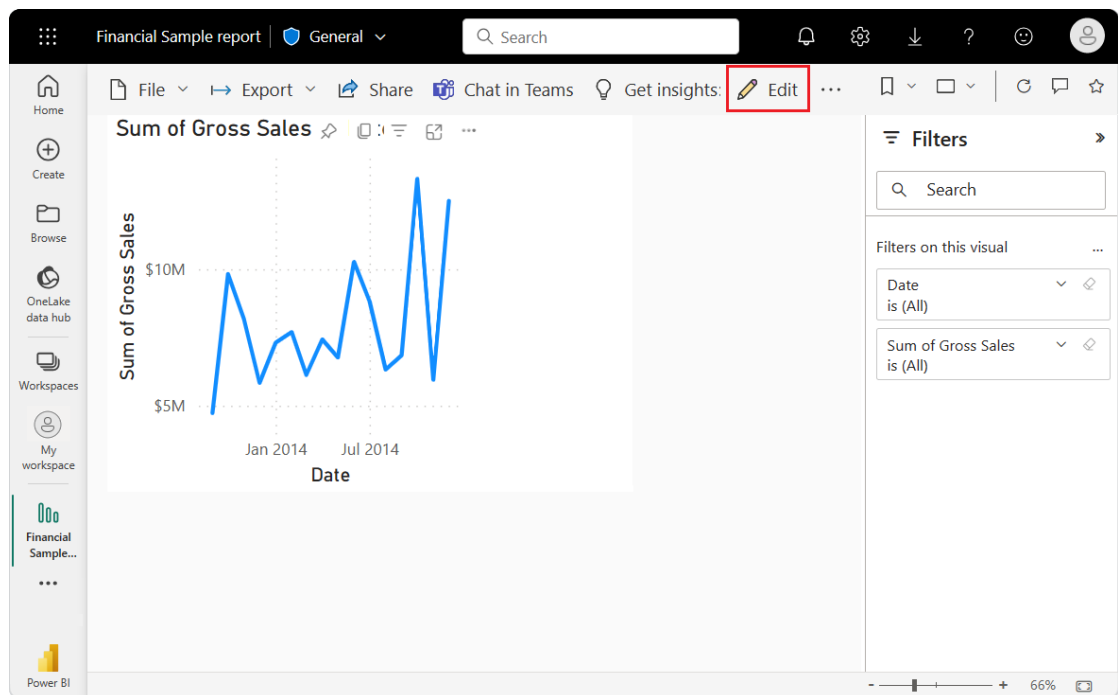 Financial Sample report
General
Search
File
Export
Share
Chat in Teams
Get insights
Edit
...
Home
Create
Browse
OneLake
data hub
Workspaces
My
workspace
Financial
Sample...
Power BI
Sum of Gross Sales
Sum of Gross Sales
$10M
$5M
Jan 2014
Jul 2014
Date
Filters
Search
Filters on this visual
Date
is (All)
Sum of Gross Sales
is (All)
- + 66%